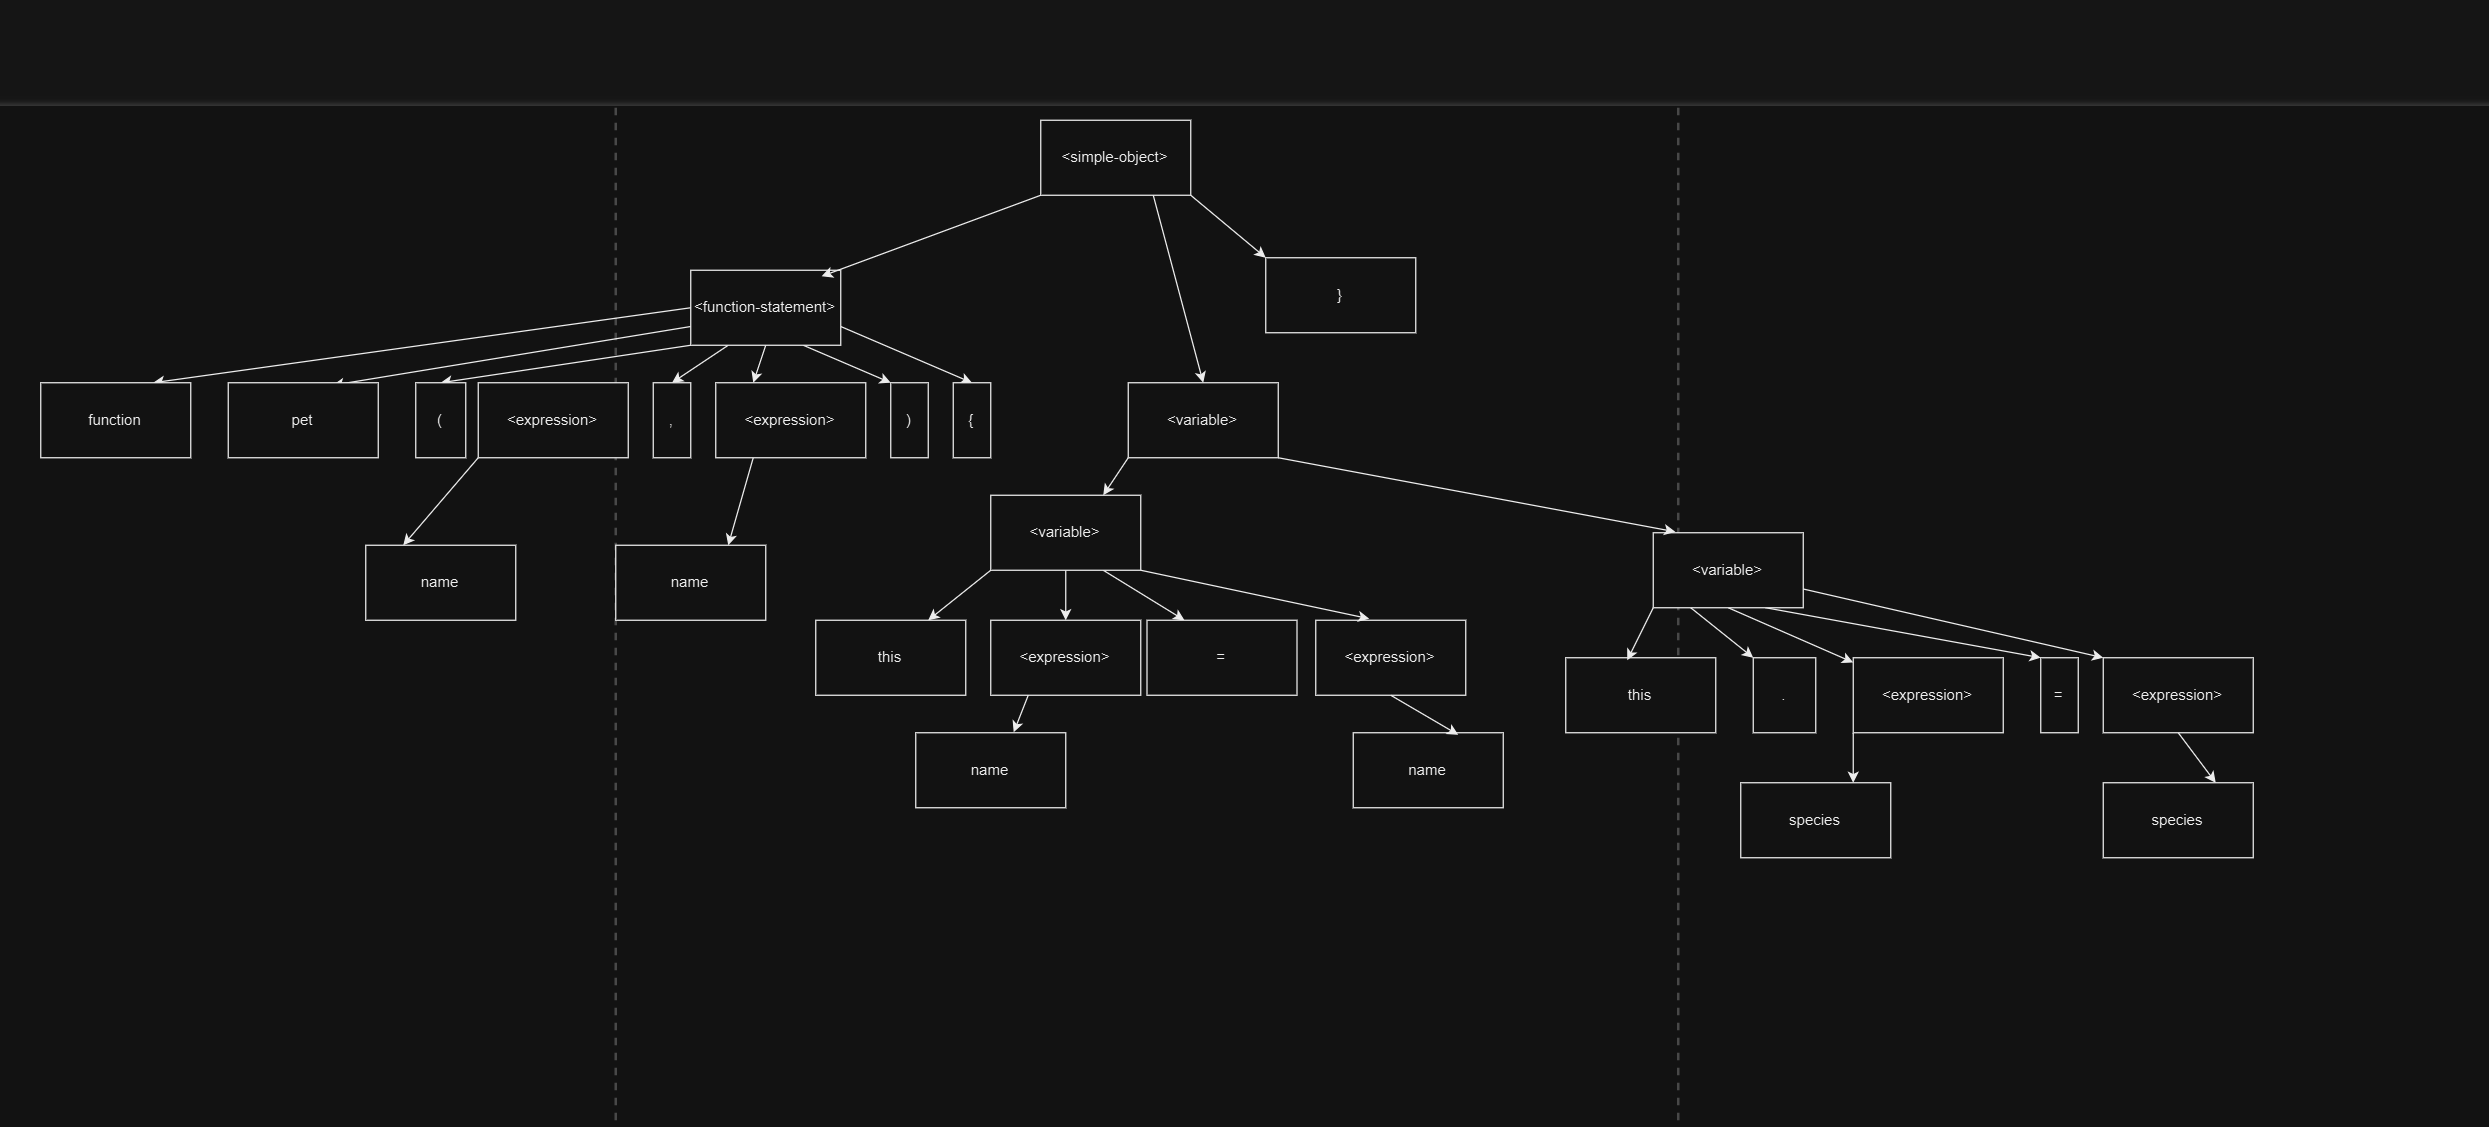 <simple-object>
}
<function-statement>
function
pet
(
<expression>
,
<expression>
)
{
<variable>
name
name
<variable>
<variable>
this
<expression>
=
<expression>
this
.
<expression>
=
<expression>
name
name
species
species